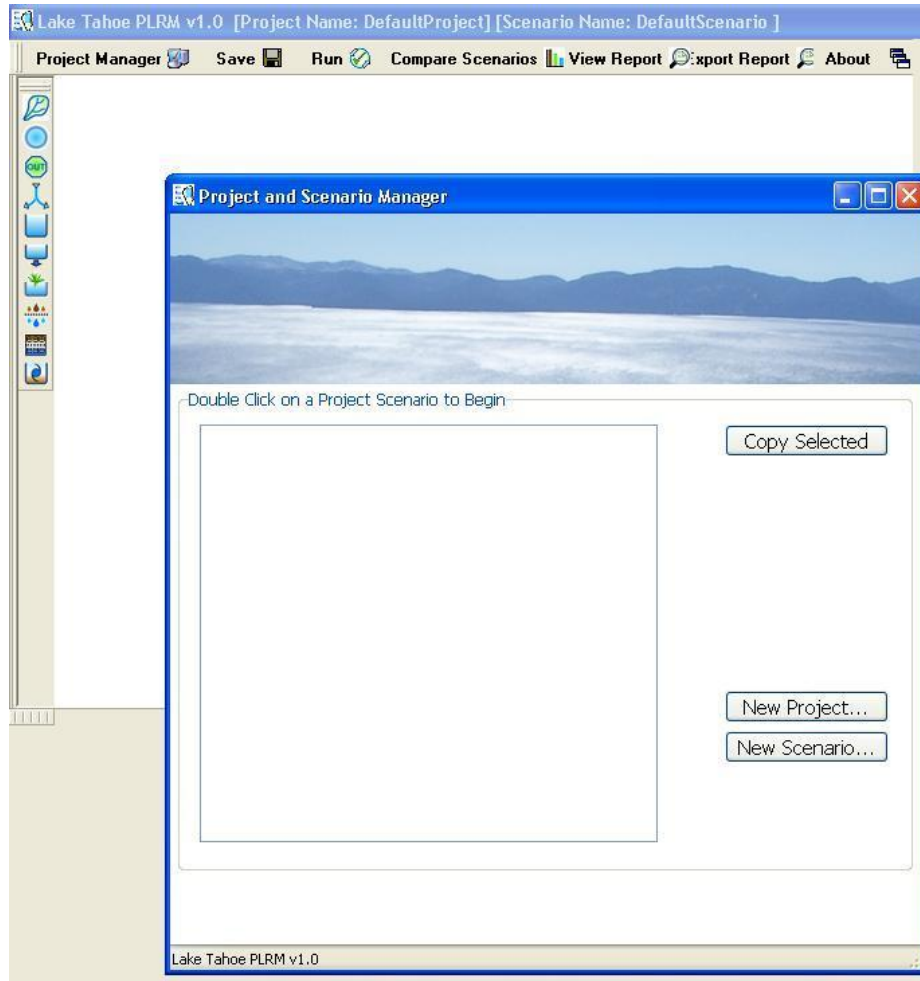 Lake Tahoe PLRM v1.0 [Project Name: DefaultProject] [Scenario Name: DefaultScenario ]
Project Manager Save Run Compare Scenarios View Report xport Report About
OUT
Project and Scenario Manager
Double Click on a Project Scenario to Begin
Copy Selected
New Project...
New Scenario...
Lake Tahoe PLRM v1.0